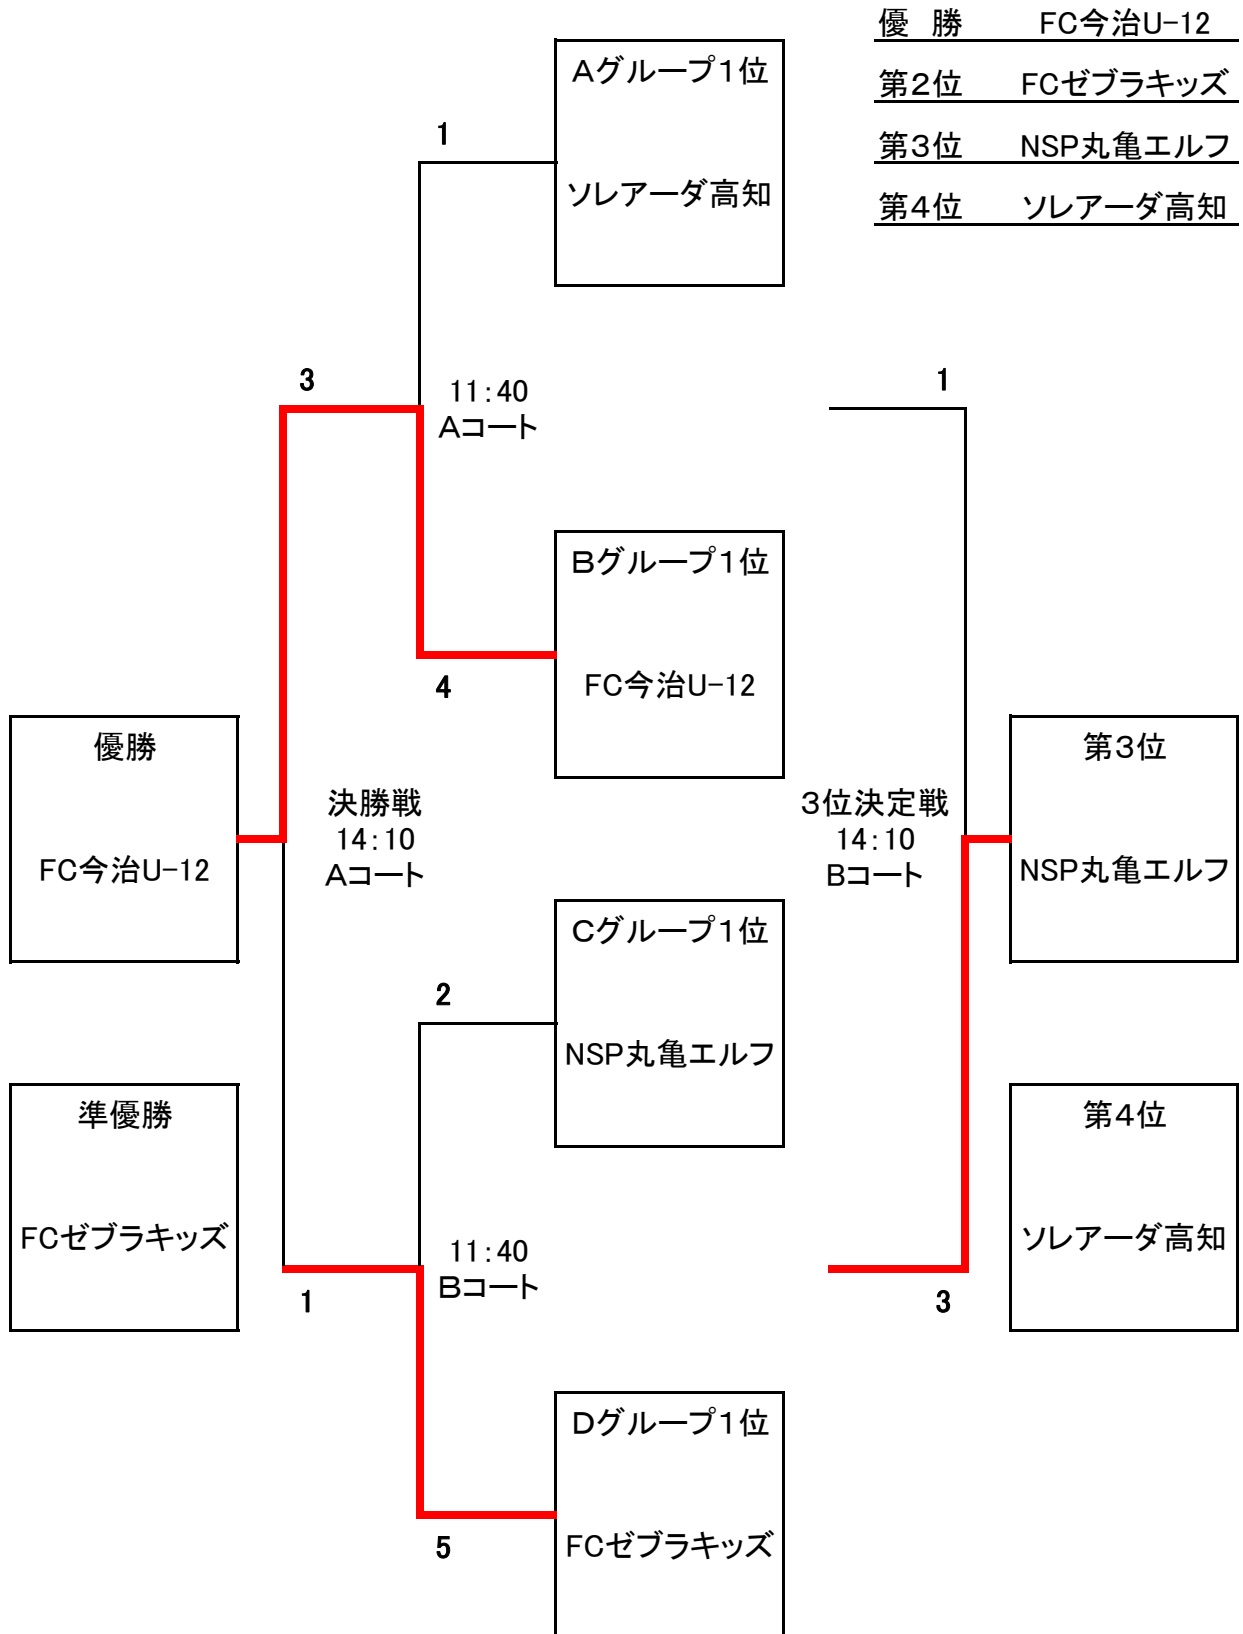 優　勝　　FC今治U-12
第2位　　FCゼブラキッズ
第3位　　NSP丸亀エルフ
第4位　　ソレアーダ高知
Aグループ1位
1
ソレアーダ高知
3
11:40
Aコート
1
Bグループ1位
4
FC今治U-12
優勝
FC今治U-12
決勝戦
14:10
Aコート
3位決定戦
14:10
Bコート
第3位
NSP丸亀エルフ
Cグループ1位
2
NSP丸亀エルフ
準優勝
FCゼブラキッズ
第4位
ソレアーダ高知
11:40
Bコート
1
3
Dグループ1位
5
FCゼブラキッズ